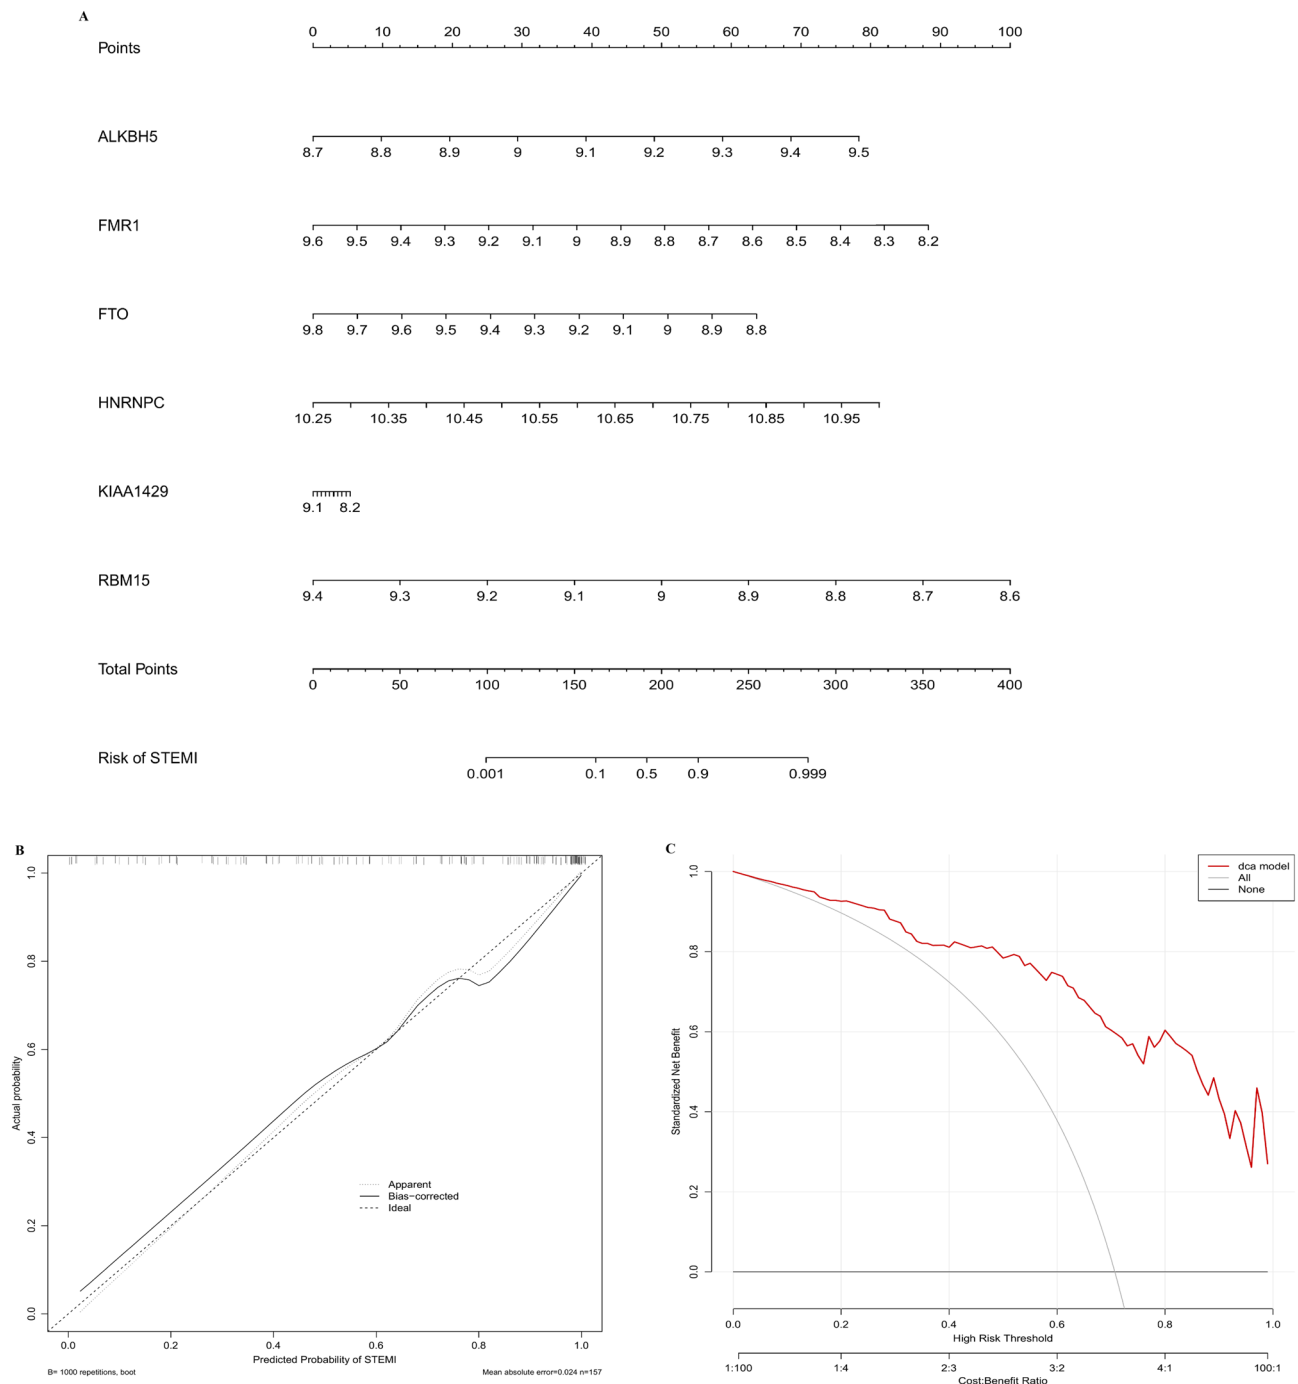 A
Points
0 10 20 30 40 50 60 70 80 90 100
ALKBH5
8.7 8.8 8.9 9 9.1 9.2 9.3 9.4 9.5
FMR1
9.6 9.5 9.4 9.3 9.2 9.1 9 8.9 8.8 8.7 8.6 8.5 8.4 8.3 8.2
FTO
9.8 9.7 9.6 9.5 9.4 9.3 9.2 9.1 9 8.9 8.8
HNRNPC
10.25 10.35 10.45 10.55 10.65 10.75 10.85 10.95
KIAA1429
9.1 8.2
RBM15
9.4 9.3 9.2 9.1 9 8.9 8.8 8.7 8.6
Total Points
0 50 100 150 200 250 300 350 400
Risk of STEMI
0.001 0.1 0.5 0.9 0.999
B
Actual probability
1.0
0.8
0.6
0.4
0.2
0.0
Apparent
Bias-corrected
Ideal
0.0 0.2 0.4 0.6 0.8 1.0
Predicted Probability of STEMI
B= 1000 repetitions, boot
Mean absolute error=0.024 n=157
C
dca model
All
None
Standardized Net Benefit
1.0
0.8
0.6
0.4
0.2
0.0
0.0 0.2 0.4 0.6 0.8 1.0
High Risk Threshold
1:100 1:4 2:3 3:2 4:1 100:1
Cost:Benefit Ratio